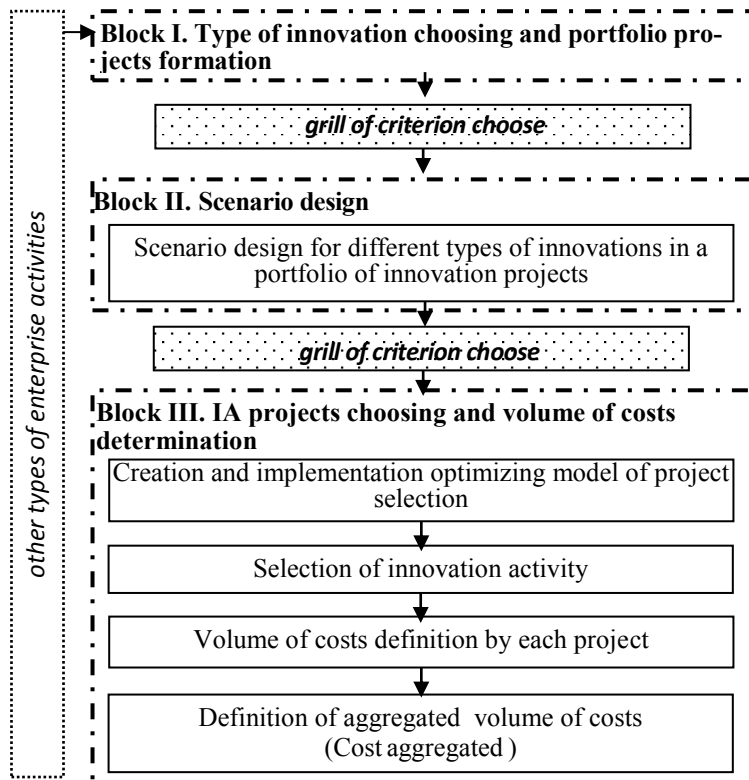 Block I. Type of innovation choosing and portfolio pro-
jects formation
grill of criterion choose
Block II. Scenario design
Scenario design for different types of innovations in a
portfolio of innovation projects
grill of criterion choose
Block III. IA projects choosing and volume of costs
determination
Creation and implementation optimizing model of project
selection
Selection of innovation activity
Volume of costs definition by each project
Definition of aggregated volume of costs
(Cost aggregated )
other types of enterprise activities